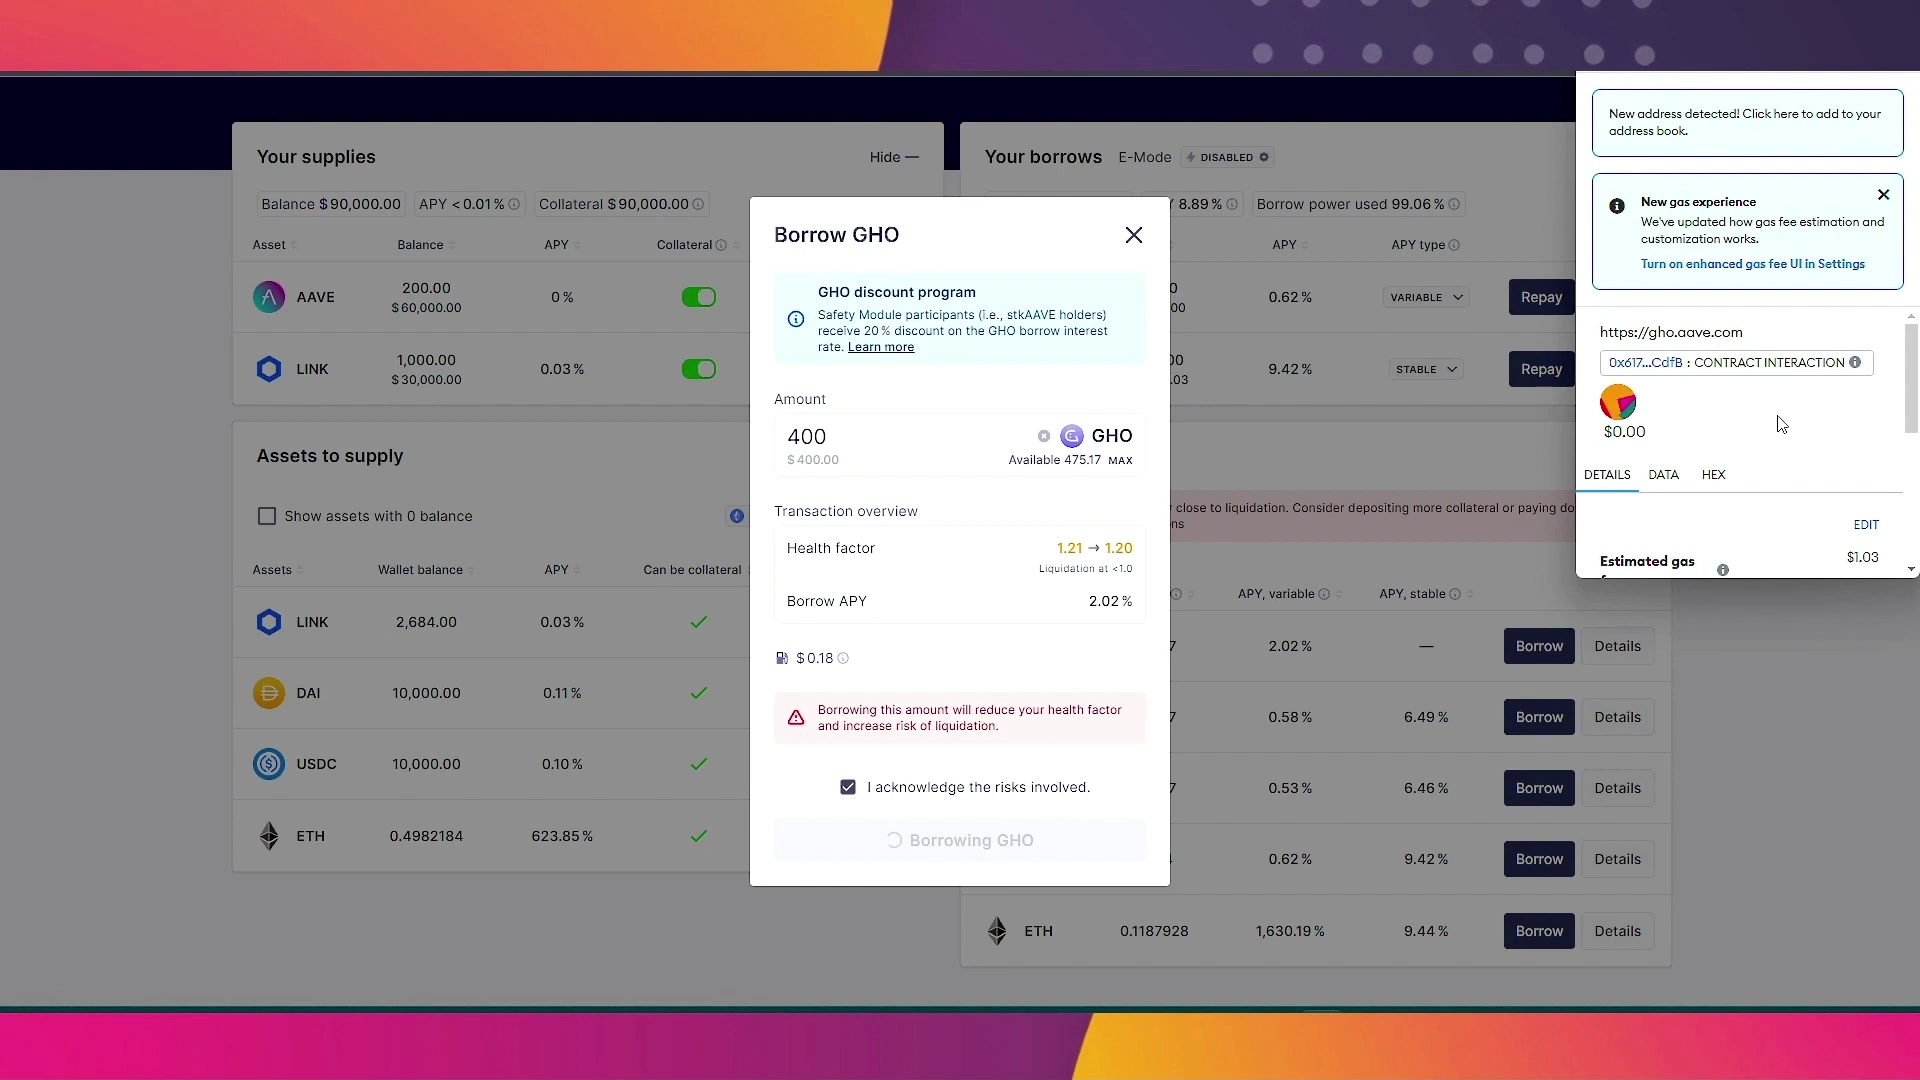 Your supplies
Hide —
Balance $ 90,000.00 APY < 0.01 % Collateral $ 90,000.00
Asset Balance APY Collateral
AAVE 200.00 0 %
$ 60,000.00
LINK 1,000.00 0.03 %
$ 30,000.00
Assets to supply
Show assets with 0 balance
Assets Wallet balance APY Can be collateral
LINK 2,684.00 0.03 %
DAI 10,000.00 0.11 %
USDC 10,000.00 0.10 %
ETH 0.4982184 623.85 %
Borrow GHO
GHO discount program
Safety Module participants (i.e., stkAAVE holders)
receive 20 % discount on the GHO borrow interest
rate. Learn more
Amount
400 GHO
$ 400.00 Available 475.17 MAX
Transaction overview
Health factor 1.21 → 1.20
Liquidation at <1.0
Borrow APY 2.02 %
$ 0.18
Borrowing this amount will reduce your health factor
and increase risk of liquidation.
I acknowledge the risks involved.
Borrowing GHO
Your borrows E-Mode DISABLED
8.89 % Borrow power used 99.06 %
APY APY type
0 0.62 % VARIABLE Repay
00
00 9.42 % STABLE Repay
.03
close to liquidation. Consider depositing more collateral or paying do
ns
APY, variable APY, stable
7 2.02 % — Borrow Details
7 0.58 % 6.49 % Borrow Details
7 0.53 % 6.46 % Borrow Details
0.62 % 9.42 % Borrow Details
ETH 0.1187928 1,630.19 % 9.44 % Borrow Details
New address detected! Click here to add to your
address book.
New gas experience
We've updated how gas fee estimation and
customization works.
Turn on enhanced gas fee UI in Settings
https://gho.aave.com
0x617...CdfB : CONTRACT INTERACTION
$0.00
DETAILS DATA HEX
EDIT
Estimated gas $1.03